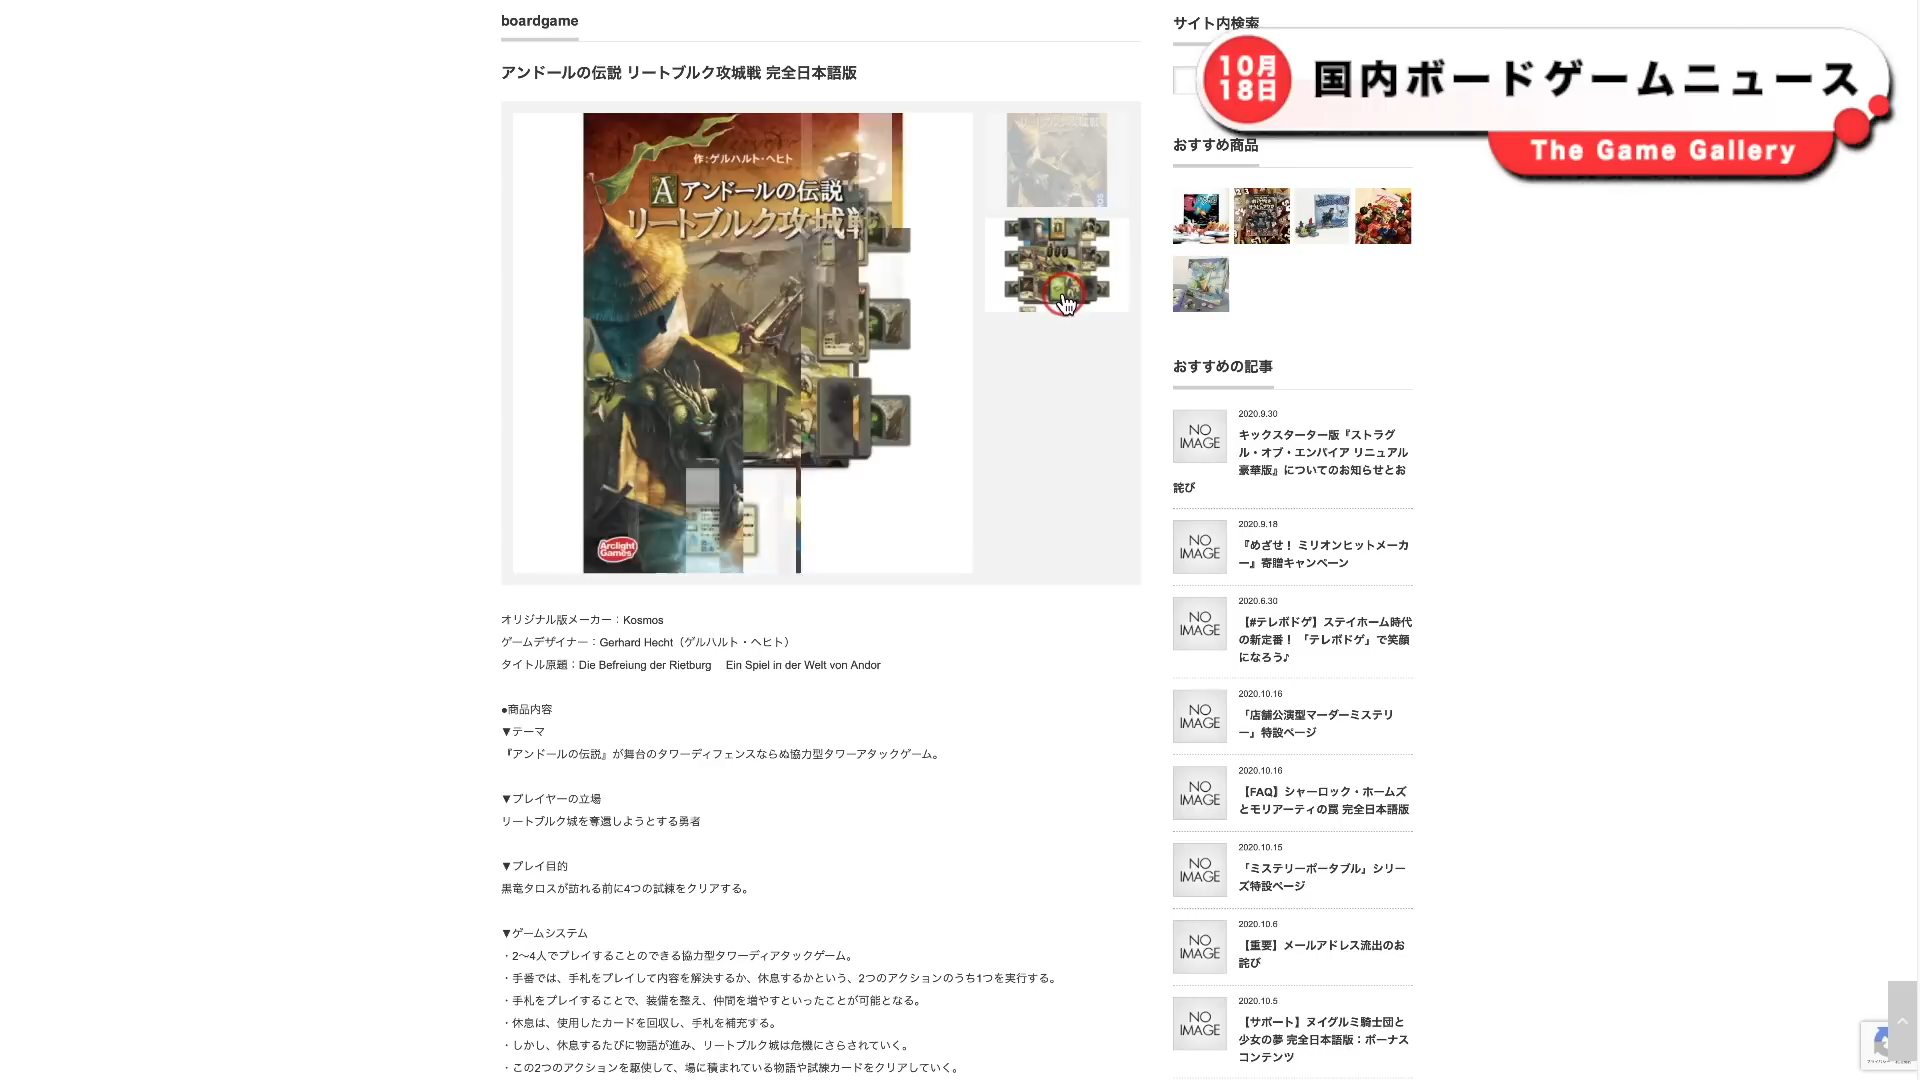 boardgame
アンドールの伝説 リートブルク攻城戦 完全日本語版
作:ゲルハルト・ヘヒト
A アンドールの伝説
リートブルク攻城戦
Arclight Games
オリジナル版メーカー：Kosmos
ゲームデザイナー：Gerhard Hecht（ゲルハルト・ヘヒト）
タイトル原題：Die Befreiung der Rietburg　Ein Spiel in der Welt von Andor
●商品内容
▼テーマ
『アンドールの伝説』が舞台のタワーディフェンスならぬ協力型タワーアタックゲーム。
▼プレイヤーの立場
リートブルク城を奪還しようとする勇者
▼プレイ目的
黒竜タロスが訪れる前に4つの試練をクリアする。
▼ゲームシステム
・2〜4人でプレイすることのできる協力型タワーディアタックゲーム。
・手番では、手札をプレイして内容を解決するか、休息するかという、2つのアクションのうち1つを実行する。
・手札をプレイすることで、装備を整え、仲間を増やすといったことが可能となる。
・休息は、使用したカードを回収し、手札を補充する。
・しかし、休息するたびに物語が進み、リートブルク城は危機にさらされていく。
・この2つのアクションを駆使して、場に積まれている物語や試練カードをクリアしていく。
サイト内検索
10月
18日
国内ボードゲームニュース
The Game Gallery
おすすめ商品
おすすめの記事
NO IMAGE
2020.9.30
キックスターター版『ストラグ
ル・オブ・エンパイア リニュアル
豪華版』についてのお知らせとお
詫び
NO IMAGE
2020.9.18
『めざせ！ ミリオンヒットメーカ
ー』寄贈キャンペーン
NO IMAGE
2020.6.30
【#テレボドゲ】ステイホーム時代
の新定番！ 「テレボドゲ」で笑顔
になろう♪
NO IMAGE
2020.10.16
「店舗公演型マーダーミステリ
ー」特設ページ
NO IMAGE
2020.10.16
【FAQ】シャーロック・ホームズ
とモリアーティの罠 完全日本語版
NO IMAGE
2020.10.15
「ミステリーポータブル」シリー
ズ特設ページ
NO IMAGE
2020.10.6
【重要】メールアドレス流出のお
詫び
NO IMAGE
2020.10.5
【サポート】ヌイグルミ騎士団と
少女の夢 完全日本語版：ボーナス
コンテンツ